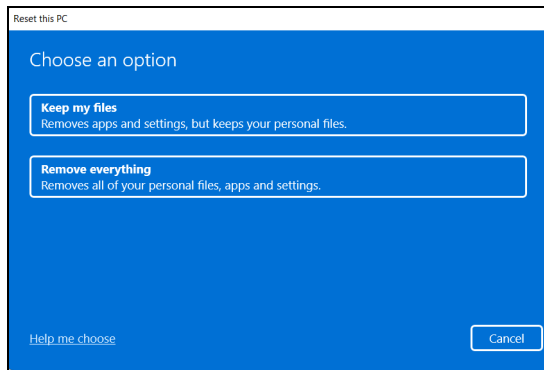 Reset this PC
Choose an option
Keep my files
Removes apps and settings, but keeps your personal files.
Remove everything
Removes all of your personal files, apps and settings.
Help me choose
Cancel